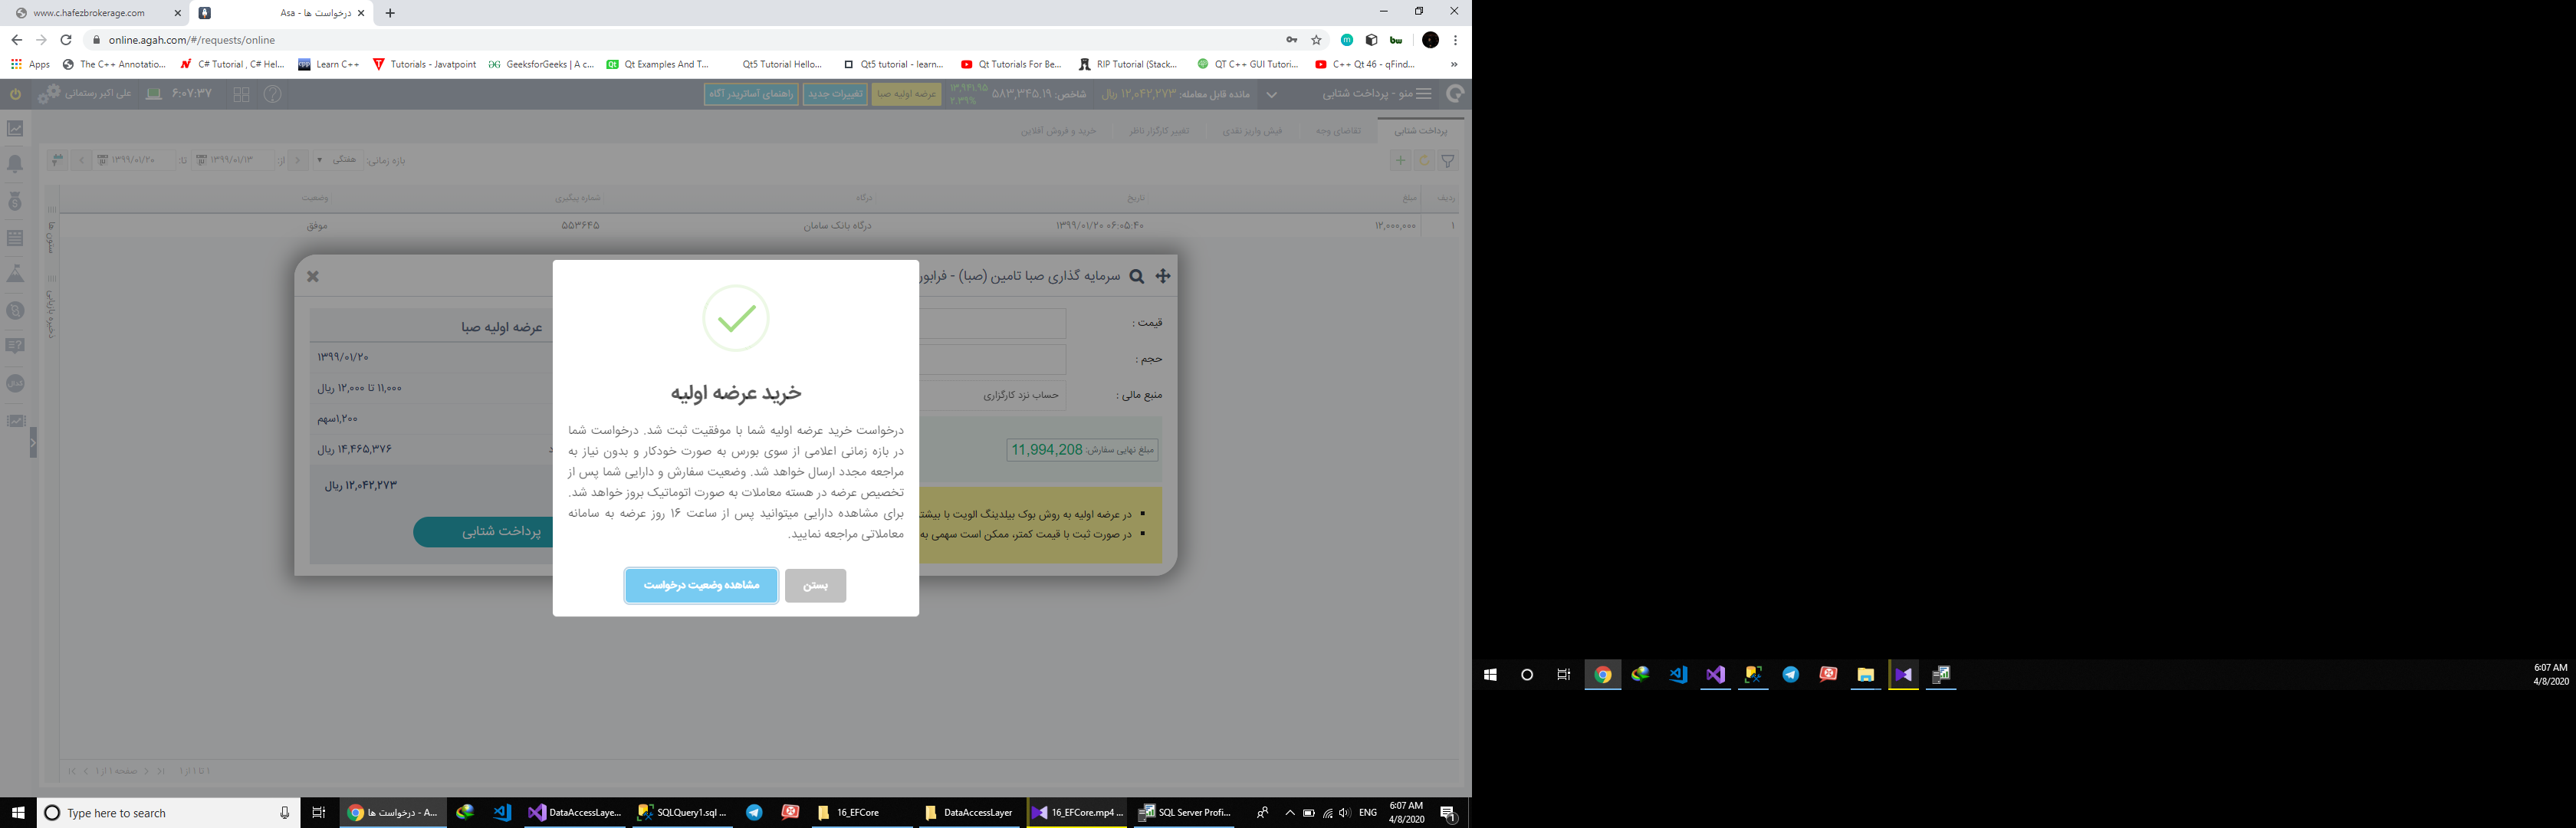 www.c.hafezbrokerage.com
درخواست ها - Asa
online.agah.com/#/requests/online
Apps
The C++ Annotatio...
C# Tutorial , C# Hel...
Learn C++
Tutorials - Javatpoint
GeeksforGeeks | A c...
Qt Examples And T...
Qt5 Tutorial Hello...
Qt5 tutorial - learn...
Qt Tutorials For Be...
RIP Tutorial (Stack...
QT C++ GUI Tutori...
C++ Qt 46 - qFind...
منو - پرداخت شتابی
مانده قابل معامله: ۱۲,۰۴۲,۲۷۳ ریال
شاخص: ۵۸۳,۳۴۵.۱۹
۱۳,۹۴۱.۹۵
۲.۳۹%
عرضه اولیه صبا
تغییرات جدید
راهنمای آساتریدر آگاه
۶:۰۷:۳۷
علی اکبر رستمانی
پرداخت شتابی
تقاضای وجه
فیش واریز نقدی
تغییر کارگزار ناظر
خرید و فروش آفلاین
بازه زمانی: هفتگی
از: ۱۳۹۹/۰۱/۱۳
تا: ۱۳۹۹/۰۱/۲۰
ردیف
مبلغ
تاریخ
درگاه
شماره پیگیری
وضعیت
۱
۱۲,۰۰۰,۰۰۰
۱۳۹۹/۰۱/۲۰ ۰۶:۰۵:۴۰
درگاه بانک سامان
۵۵۳۶۴۵
موفق
ستون ها
ذخیره بازیابی
سرمایه گذاری صبا تامین (صبا) - فرابور
قیمت :
حجم :
منبع مالی :
حساب نزد کارگزاری
مبلغ نهایی سفارش: 11,994,208
در عرضه اولیه به روش بوک بیلدینگ الویت با بیشت
در صورت ثبت با قیمت کمتر، ممکن است سهمی به
عرضه اولیه صبا
۱۳۹۹/۰۱/۲۰
۱۱,۰۰۰ تا ۱۲,۰۰۰ ریال
۱,۲۰۰سهم
۱۴,۴۶۵,۳۷۶ ریال
۱۲,۰۴۲,۲۷۳ ریال
پرداخت شتابی
خرید عرضه اولیه
درخواست خرید عرضه اولیه شما با موفقیت ثبت شد. درخواست شما
در بازه زمانی اعلامی از سوی بورس به صورت خودکار و بدون نیاز به
مراجعه مجدد ارسال خواهد شد. وضعیت سفارش و دارایی شما پس از
تخصیص عرضه در هسته معاملات به صورت اتوماتیک بروز خواهد شد.
برای مشاهده دارایی میتوانید پس از ساعت ۱۶ روز عرضه به سامانه
معاملاتی مراجعه نمایید.
بستن
مشاهده وضعیت درخواست
صفحه ۱ از ۱
۱ تا ۱ از ۱
Type here to search
درخواست ها - A...
DataAccessLaye...
SQLQuery1.sql ...
16_EFCore
DataAccessLayer
16_EFCore.mp4 ...
SQL Server Profi...
ENG
6:07 AM
4/8/2020
1
6:07 AM
4/8/2020